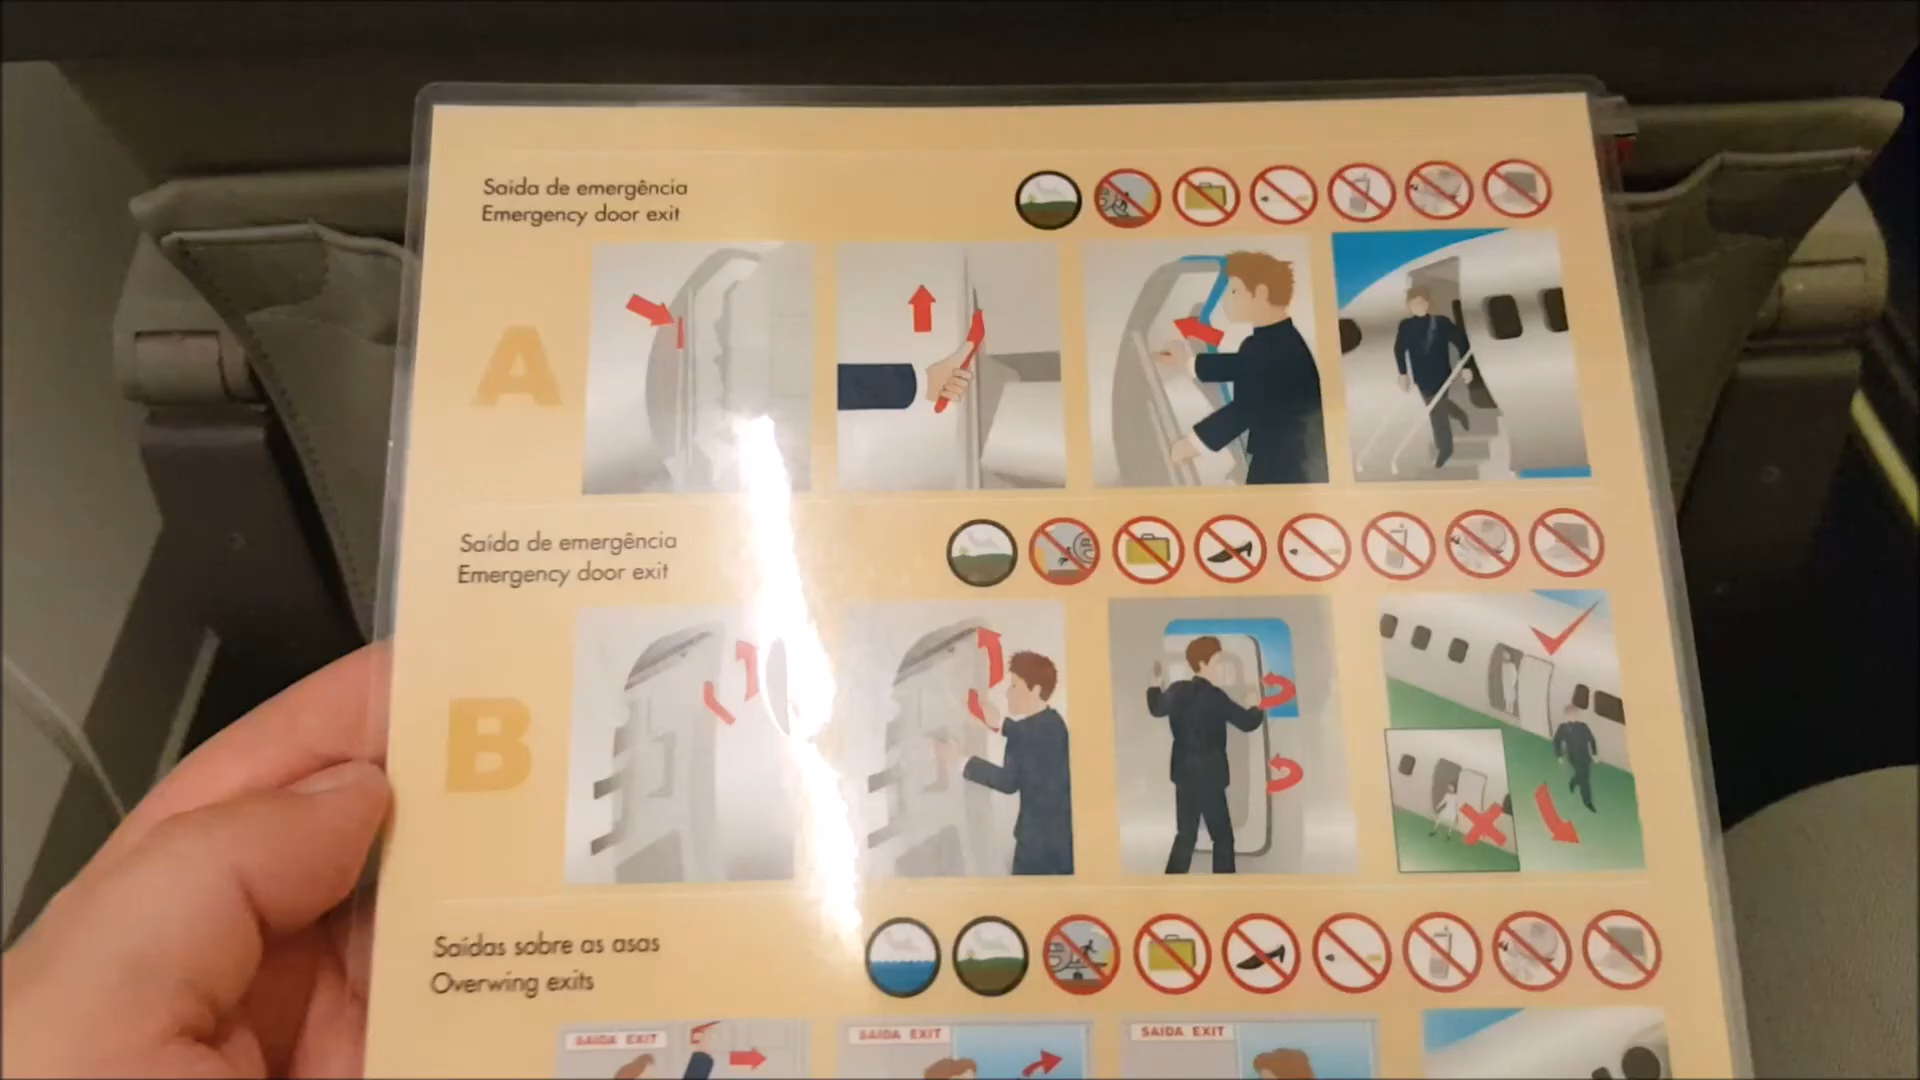 Saída de emergência
Emergency door exit
A
Saída de emergência
Emergency door exit
B
Saídas sobre as asas
Overwing exits
SAIDA EXIT
SAIDA EXIT
SAIDA EXIT